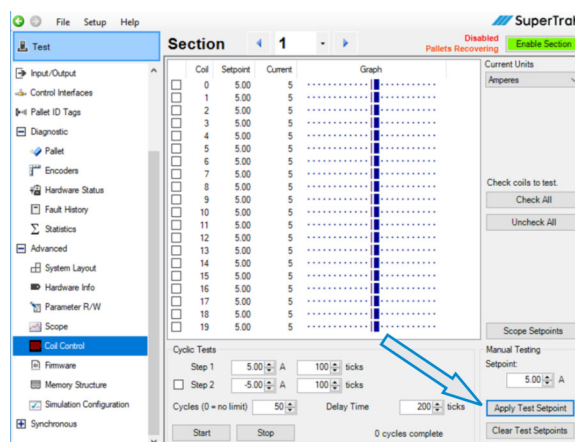 File Setup Help
SuperTrak
Test
Section 1
Disabled
Pallets Recovering
Enable Section
Input/Output
Control Interfaces
Pallet ID Tags
Diagnostic
Pallet
Encoders
Hardware Status
Fault History
Statistics
Advanced
System Layout
Hardware Info
Parameter R/W
Scope
Coil Control
Firmware
Memory Structure
Simulation Configuration
Synchronous
Coil Setpoint Current Graph
0 5.00 5
1 5.00 5
2 5.00 5
3 5.00 5
4 5.00 5
5 5.00 5
6 5.00 5
7 5.00 5
8 5.00 5
9 5.00 5
10 5.00 5
11 5.00 5
12 5.00 5
13 5.00 5
14 5.00 5
15 5.00 5
16 5.00 5
17 5.00 5
18 5.00 5
19 5.00 5
Cyclic Tests
Step 1 5.00 A 100 ticks
Step 2 -5.00 A 100 ticks
Cycles (0 = no limit) 50 Delay Time 200 ticks
Start Stop 0 cycles complete
Current Units
Amperes
Check coils to test.
Check All
Uncheck All
Scope Setpoints
Manual Testing
Setpoint:
5.00 A
Apply Test Setpoint
Clear Test Setpoints